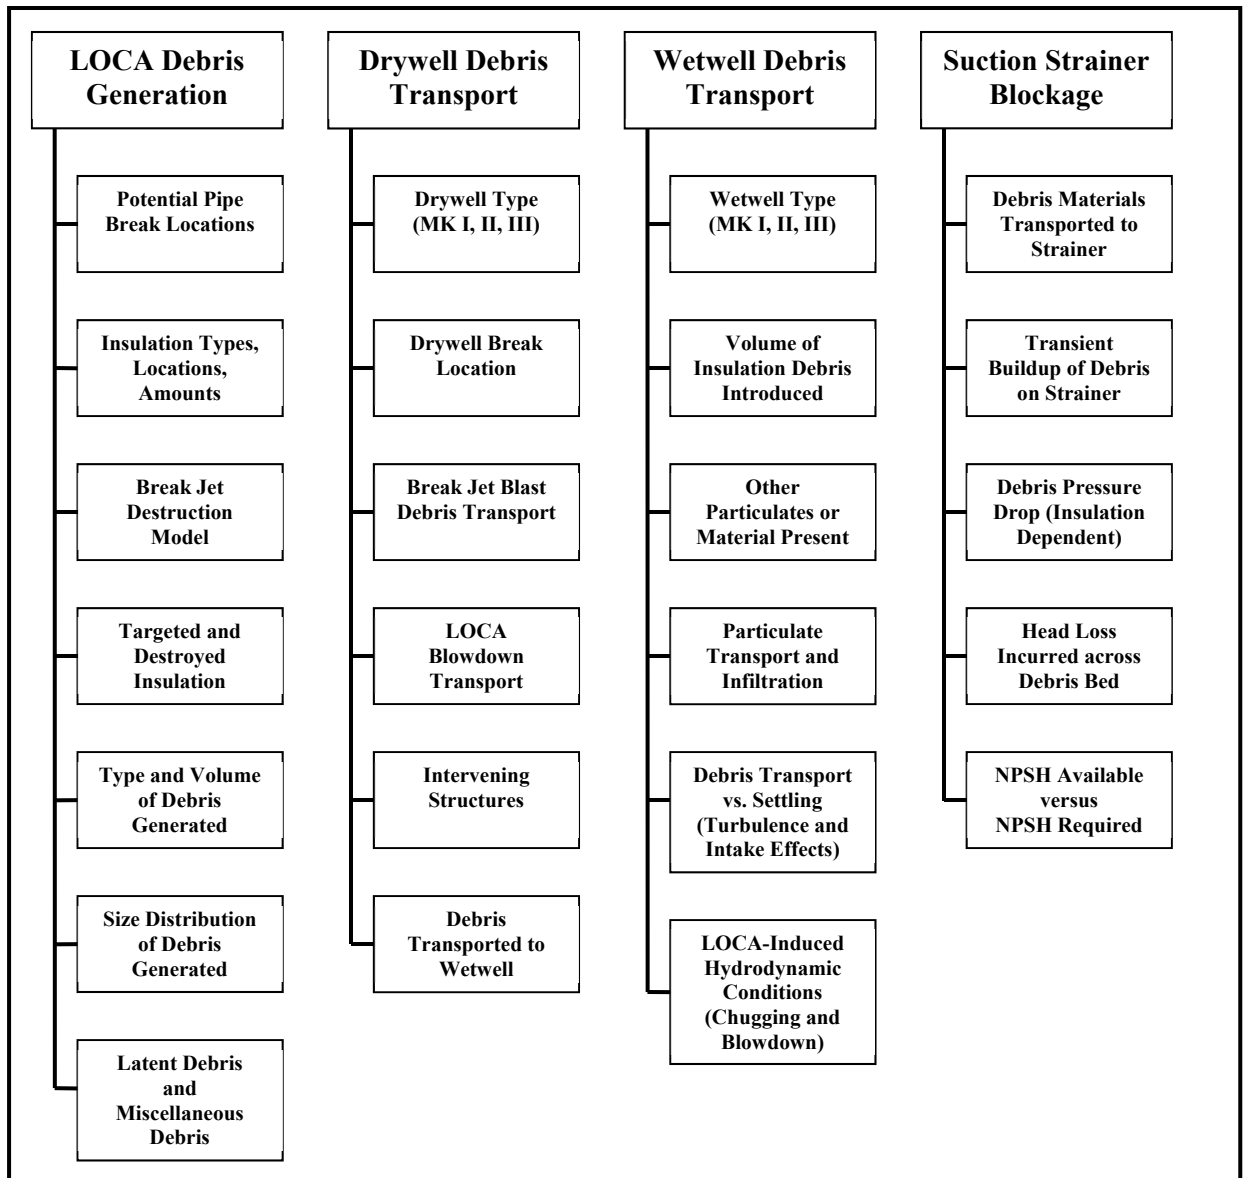 LOCA Debris
Generation
Potential Pipe
Break Locations
Insulation Types,
Locations,
Amounts
Break Jet
Destruction
Model
Targeted and
Destroyed
Insulation
Type and Volume
of Debris
Generated
Size Distribution
of Debris
Generated
Latent Debris
and
Miscellaneous
Debris
Drywell Debris
Transport
Drywell Type
(MK I, II, III)
Drywell Break
Location
Break Jet Blast
Debris Transport
LOCA
Blowdown
Transport
Intervening
Structures
Debris
Transported to
Wetwell
Wetwell Debris
Transport
Wetwell Type
(MK I, II, III)
Volume of
Insulation Debris
Introduced
Other
Particulates or
Material Present
Particulate
Transport and
Infiltration
Debris Transport
vs. Settling
(Turbulence and
Intake Effects)
LOCA-Induced
Hydrodynamic
Conditions
(Chugging and
Blowdown)
Suction Strainer
Blockage
Debris Materials
Transported to
Strainer
Transient
Buildup of Debris
on Strainer
Debris Pressure
Drop (Insulation
Dependent)
Head Loss
Incurred across
Debris Bed
NPSH Available
versus
NPSH Required